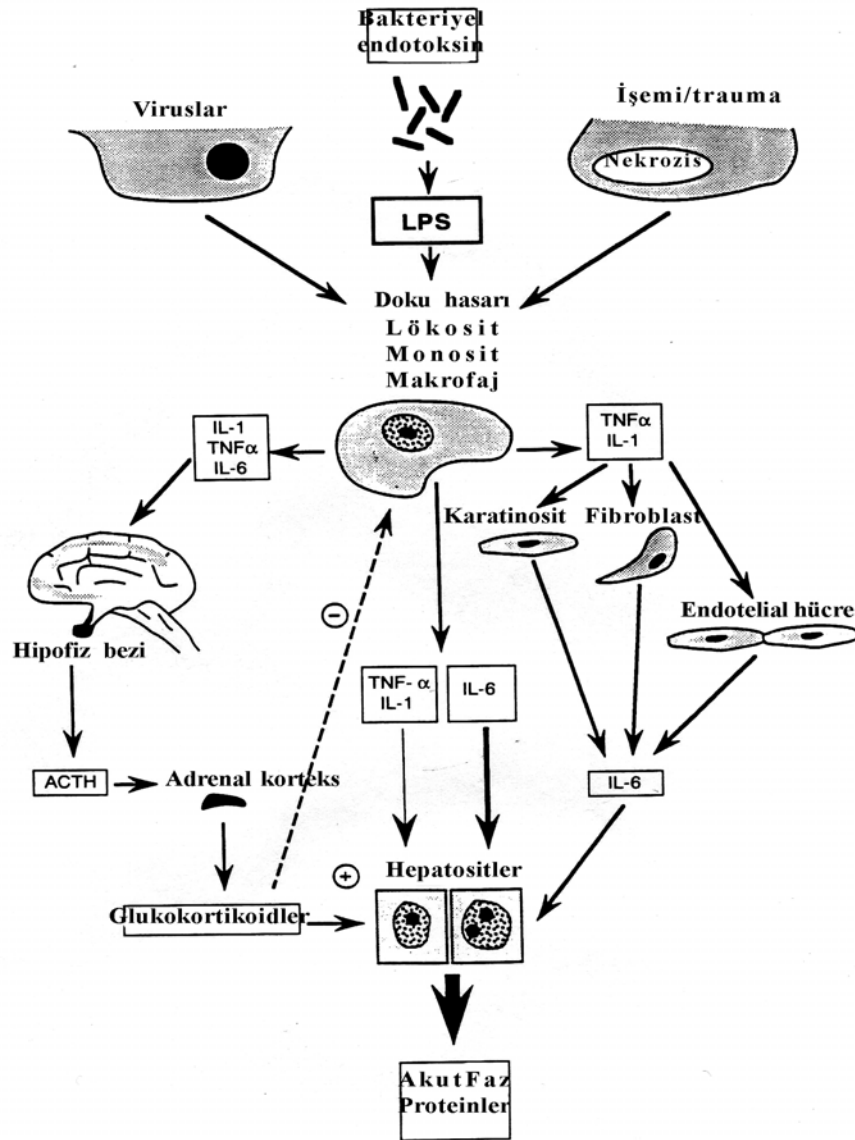 Bakteriyel
endotoksin
Viruslar
İşemi/trauma
Nekrozis
LPS
Doku hasarı
Lökosit
Monosit
Makrofaj
IL-1
TNFα
IL-6
TNFα
IL-1
Karatinosit
Fibroblast
Endotelial hücre
Hipofiz bezi
−
TNF- α
IL-1
IL-6
ACTH
Adrenal korteks
IL-6
+
Hepatositler
Glukokortikoidler
Akut Faz
Proteinler